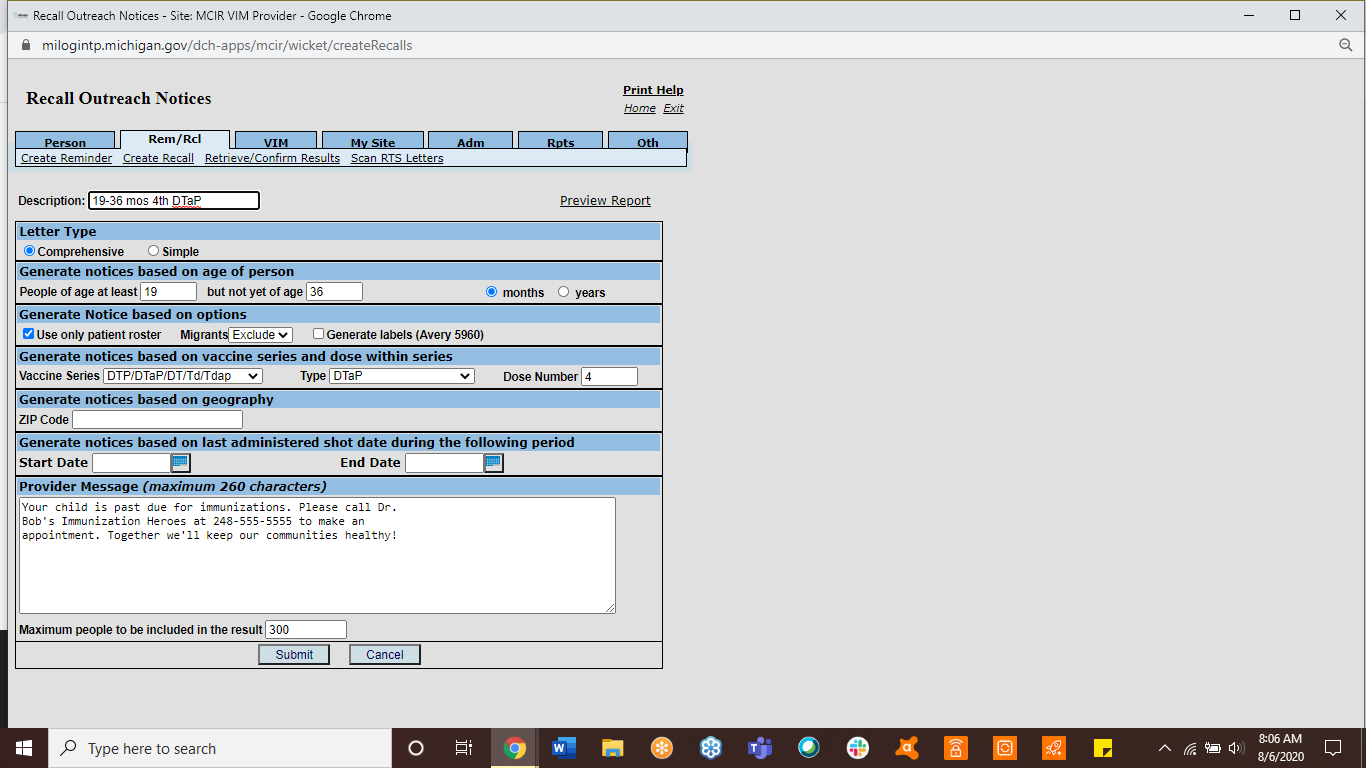 Recall Outreach Notices - Site: MCIR VIM Provider - Google Chrome
milogintp.michigan.gov/dch-apps/mcir/wicket/createRecalls
Recall Outreach Notices
Print Help
Home Exit
Person Rem/Rcl VIM My Site Adm Rpts Oth
Create Reminder Create Recall Retrieve/Confirm Results Scan RTS Letters
Description: 19-36 mos 4th DTaP Preview Report
Letter Type
Comprehensive Simple
Generate notices based on age of person
People of age at least 19 but not yet of age 36 months years
Generate Notice based on options
Use only patient roster Migrants Exclude Generate labels (Avery 5960)
Generate notices based on vaccine series and dose within series
Vaccine Series DTP/DTaP/DT/Td/Tdap Type DTaP Dose Number 4
Generate notices based on geography
ZIP Code
Generate notices based on last administered shot date during the following period
Start Date End Date
Provider Message (maximum 260 characters)
Your child is past due for immunizations. Please call Dr.
Bob's Immunization Heroes at 248-555-5555 to make an
appointment. Together we'll keep our communities healthy!
Maximum people to be included in the result 300
Submit Cancel
Type here to search
8:06 AM
8/6/2020